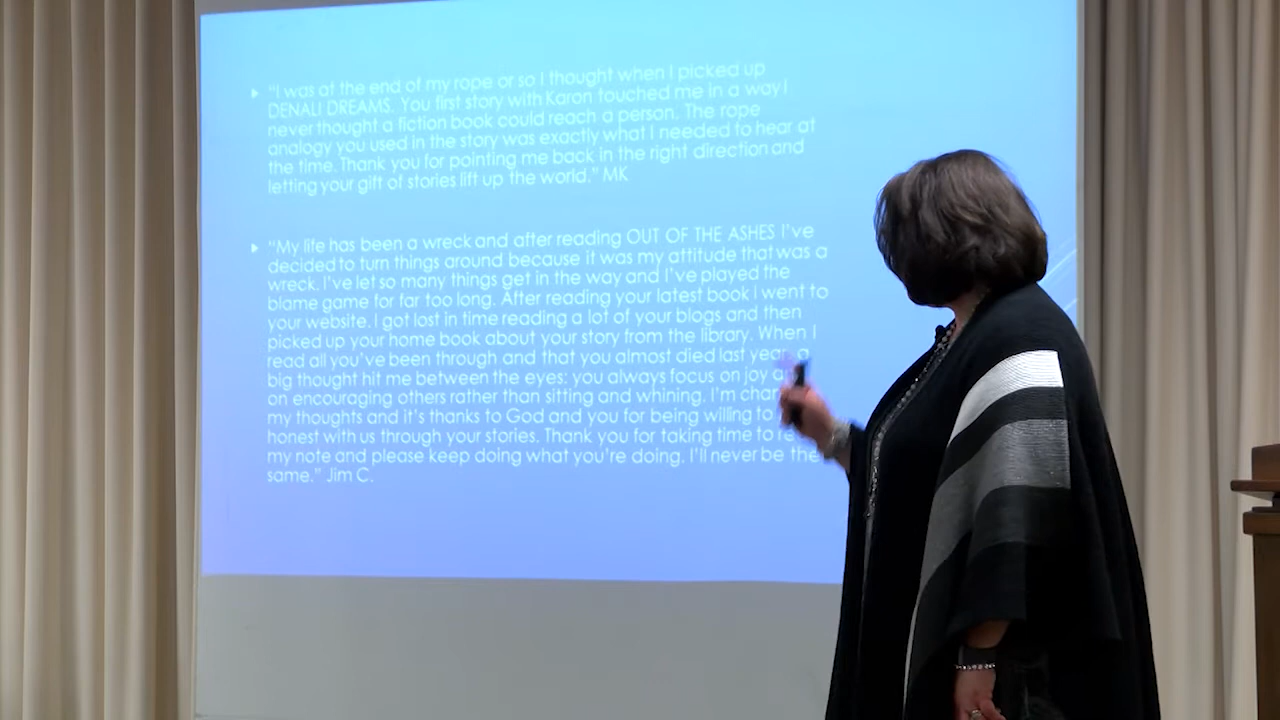 "I was at the end of my rope or so I thought when I picked up
DENALI DREAMS. You first story with Karon touched me in a way I
never thought a fiction book could reach a person. The rope
analogy you used in the story was exactly what I needed to hear at
the time. Thank you for pointing me back in the right direction and
letting your gift of stories lift up the world." MK
"My life has been a wreck and after reading OUT OF THE ASHES I've
decided to turn things around because it was my attitude that was a
wreck. I've let so many things get in the way and I've played the
blame game for far too long. After reading your latest book I went to
your website. I got lost in time reading a lot of your blogs and then
picked up your home book about your story from the library. When I
read all you've been through and that you almost died last year, a
big thought hit me between the eyes: you always focus on joy
on encouraging others rather than sitting and whining. I'm
my thoughts and it's thanks to God and you for being willing to
honest with us through your stories. Thank you for taking time to
my note and please keep doing what you're doing. I'll never be the
same." Jim C.